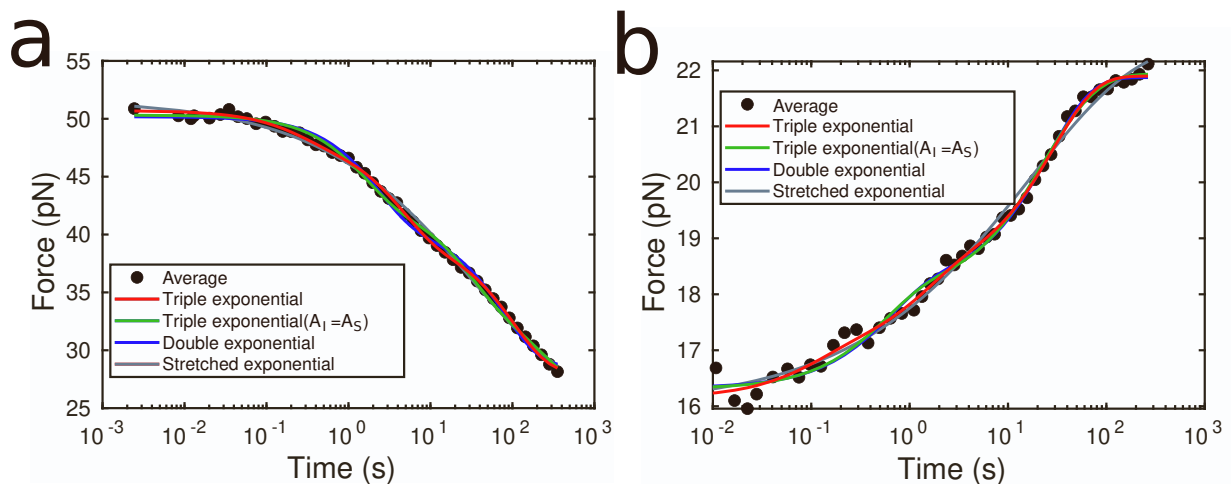 a
55
50
45
40
35
30
25
Force (pN)
Average
Triple exponential
Triple exponential(A_I =A_S)
Double exponential
Stretched exponential
10^-3
10^-2
10^-1
10^0
10^1
10^2
10^3
Time (s)
b
22
21
20
19
18
17
16
Force (pN)
Average
Triple exponential
Triple exponential(A_I =A_S)
Double exponential
Stretched exponential
10^-2
10^0
10^1
10^2
10^3
Time (s)